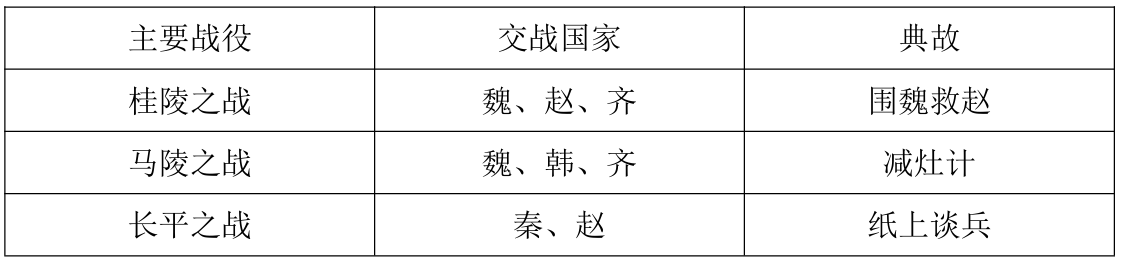 主要战役 交战国家 典故
桂陵之战 魏、赵、齐 围魏救赵
马陵之战 魏、韩、齐 减灶计
长平之战 秦、赵 纸上谈兵